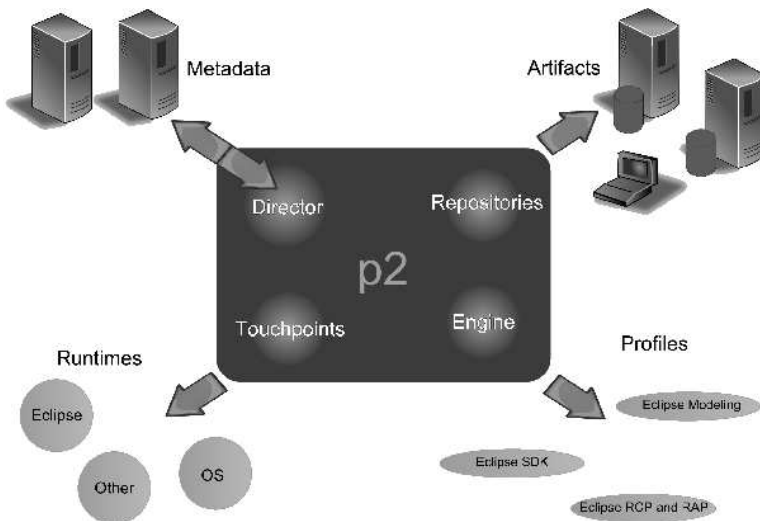 Metadata
Artifacts
Director
Repositories
p2
Touchpoints
Engine
Runtimes
Profiles
Eclipse
Eclipse Modeling
Eclipse SDK
OS
Other
Eclipse RCP and RAP